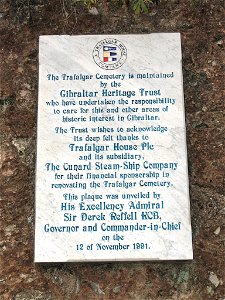 The Trafalgar Cemetery is maintained
by the
Gibraltar Heritage Trust
who have undertaken the responsibility
to care for this and other areas of
historic interest in Gibraltar.
The Trust wishes to acknowledge
its deep felt thanks to
Trafalgar House Plc
and its subsidiary,
The Cunard Steam-Ship Company
for their financial sponsorship in
renovating the Trafalgar Cemetery.
This plaque was unveiled by
His Excellency Admiral
Sir Derek Reffell KCB,
Governor and Commander-in-Chief
on the
12 of November 1991.